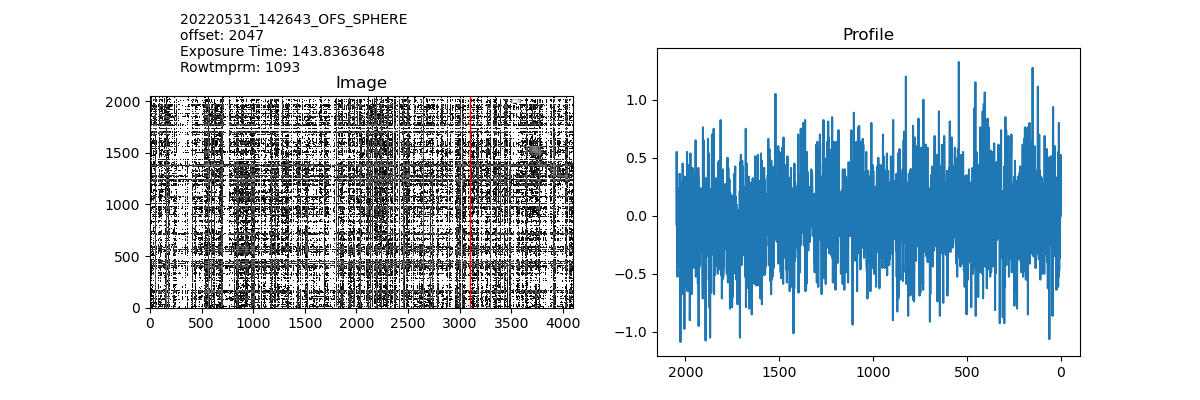 20220531_142643_OFS_SPHERE
offset: 2047
Exposure Time: 143.8363648
Rowtmprm: 1093
Image
2000
1500
1000
500
0
0 500 1000 1500 2000 2500 3000 3500 4000
Profile
1.0
0.5
0.0
−0.5
−1.0
2000 1500 1000 500 0